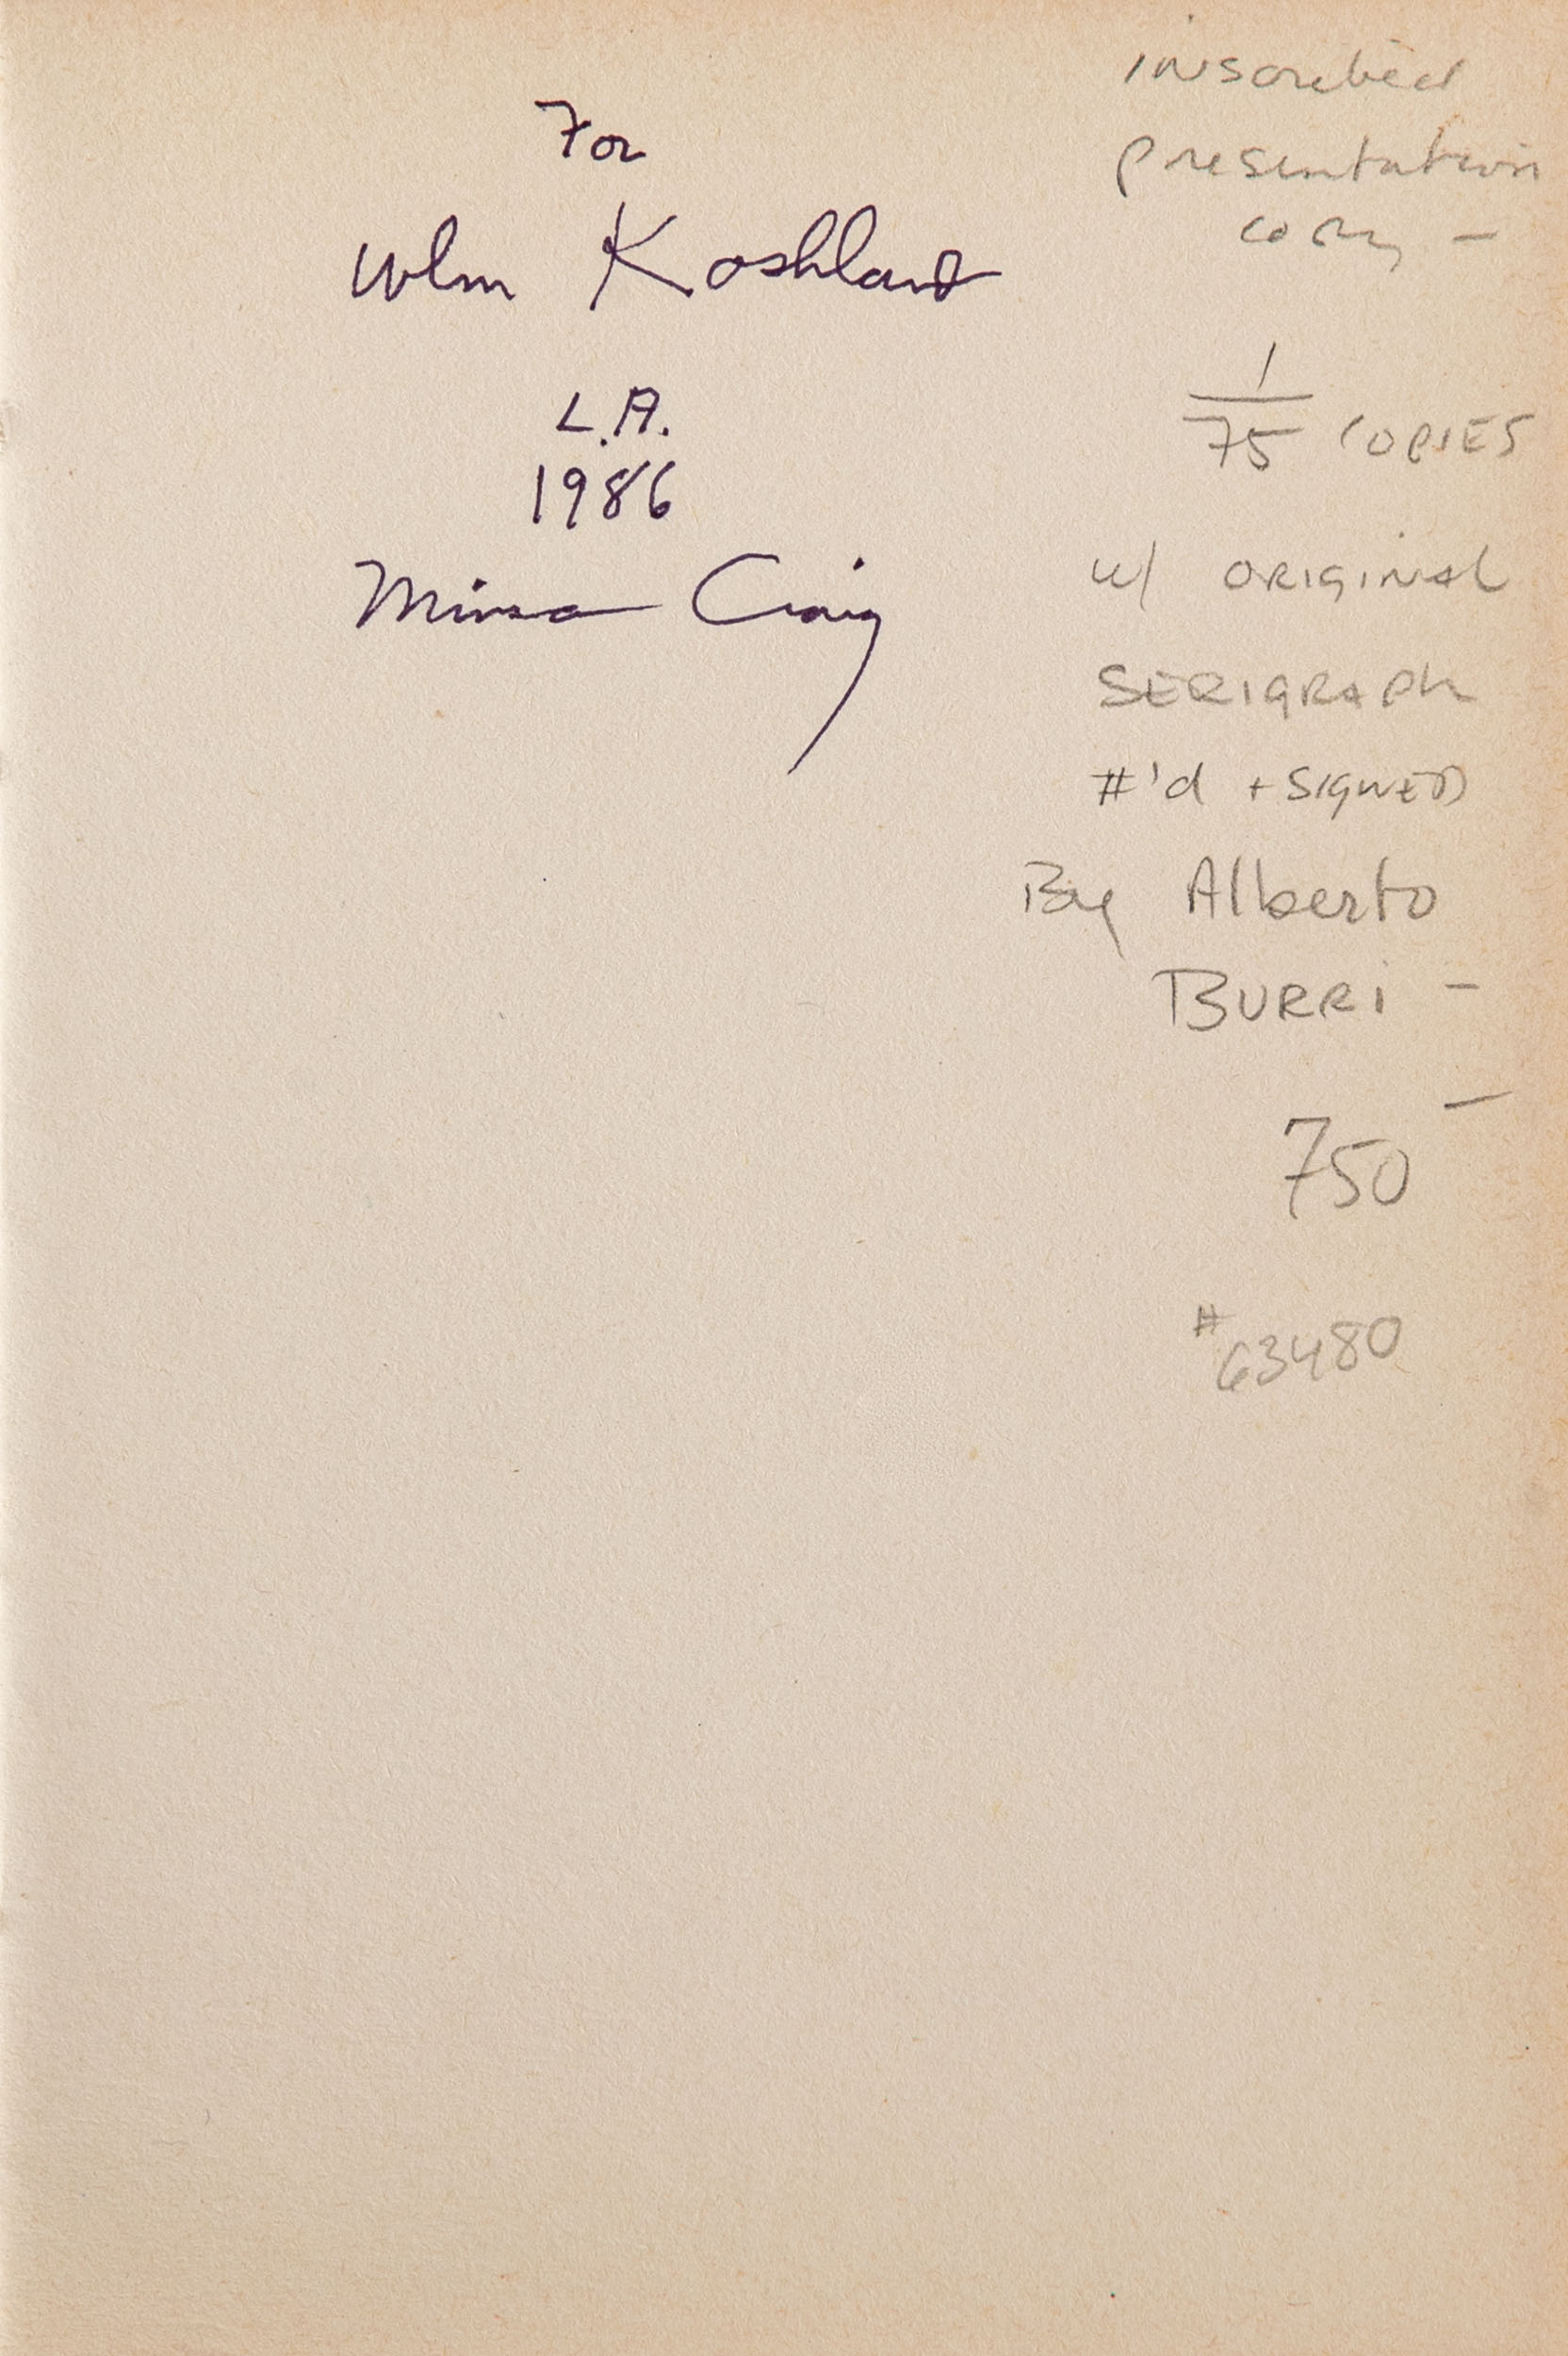 For
Wlm Koshland
L.A.
1986
Minsa Craig
inscribed
presentation
copy -
1
75 COPIES
w/ ORIGINAL
SERIGRAPh
#'d + SIGNED
By Alberto
BURRi -
750 -
# 63480